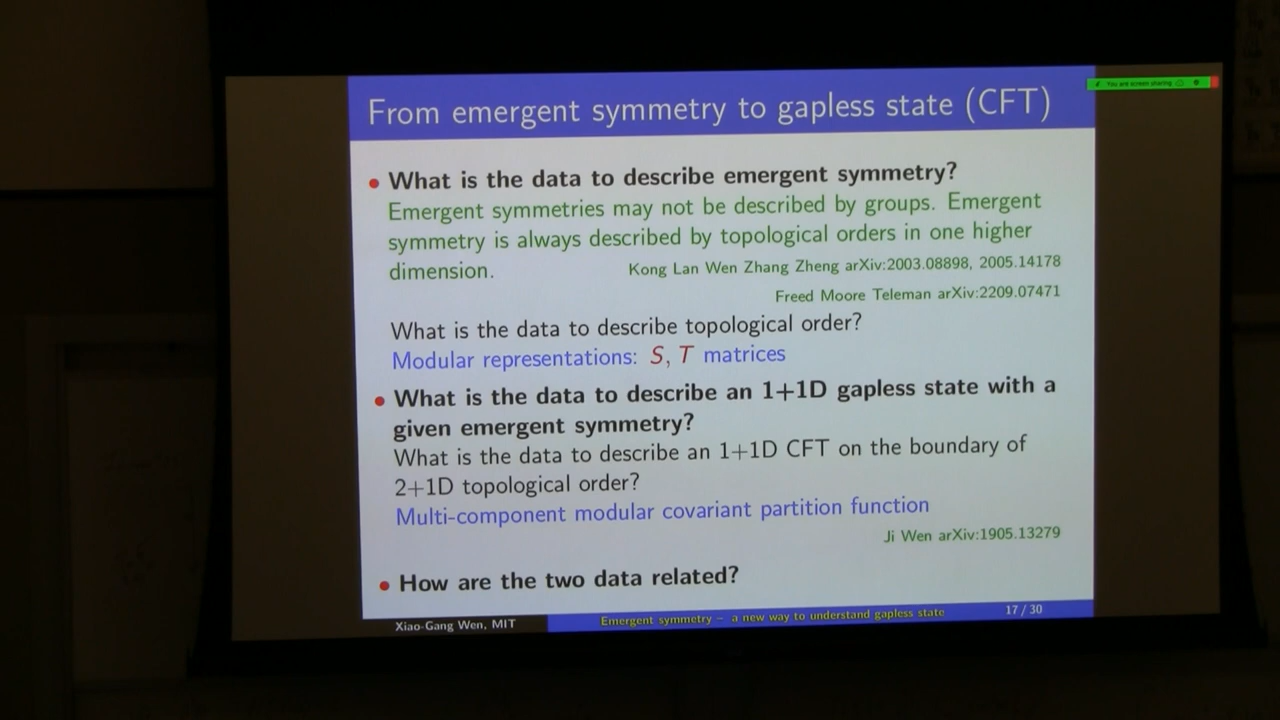 From emergent symmetry to gapless state (CFT)
You are screen sharing
• What is the data to describe emergent symmetry?
Emergent symmetries may not be described by groups. Emergent
symmetry is always described by topological orders in one higher
dimension. Kong Lan Wen Zhang Zheng arXiv:2003.08898, 2005.14178
Freed Moore Teleman arXiv:2209.07471
What is the data to describe topological order?
Modular representations: S, T matrices
• What is the data to describe an 1+1D gapless state with a
given emergent symmetry?
What is the data to describe an 1+1D CFT on the boundary of
2+1D topological order?
Multi-component modular covariant partition function
Ji Wen arXiv:1905.13279
• How are the two data related?
Xiao-Gang Wen, MIT Emergent symmetry – a new way to understand gapless state 17 / 30